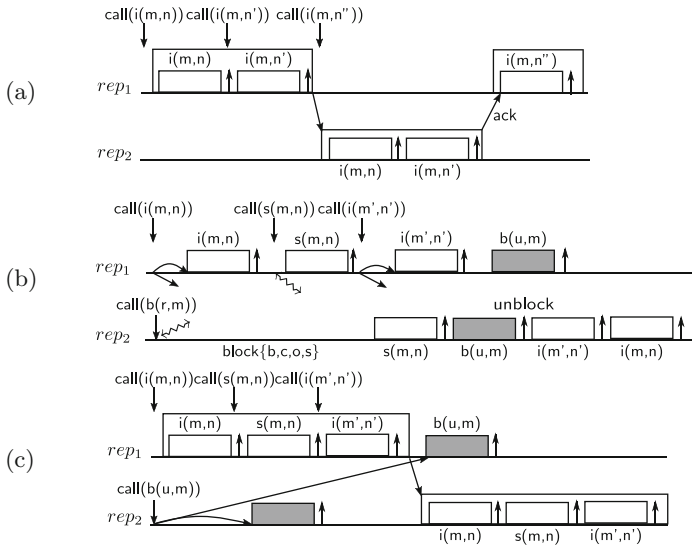 call(i(m,n)) call(i(m,n')) call(i(m,n''))
i(m,n) i(m,n') i(m,n'')
(a) rep1
ack
rep2
i(m,n) i(m,n')
call(i(m,n)) call(s(m,n)) call(i(m',n'))
i(m,n) s(m,n) i(m',n') b(u,m)
(b) rep1
call(b(r,m)) unblock
rep2
block{b,c,o,s} s(m,n) b(u,m) i(m',n') i(m,n)
call(i(m,n))call(s(m,n))call(i(m',n'))
i(m,n) s(m,n) i(m',n') b(u,m)
rep1
(c)
call(b(u,m))
rep2
i(m,n) s(m,n) i(m',n')